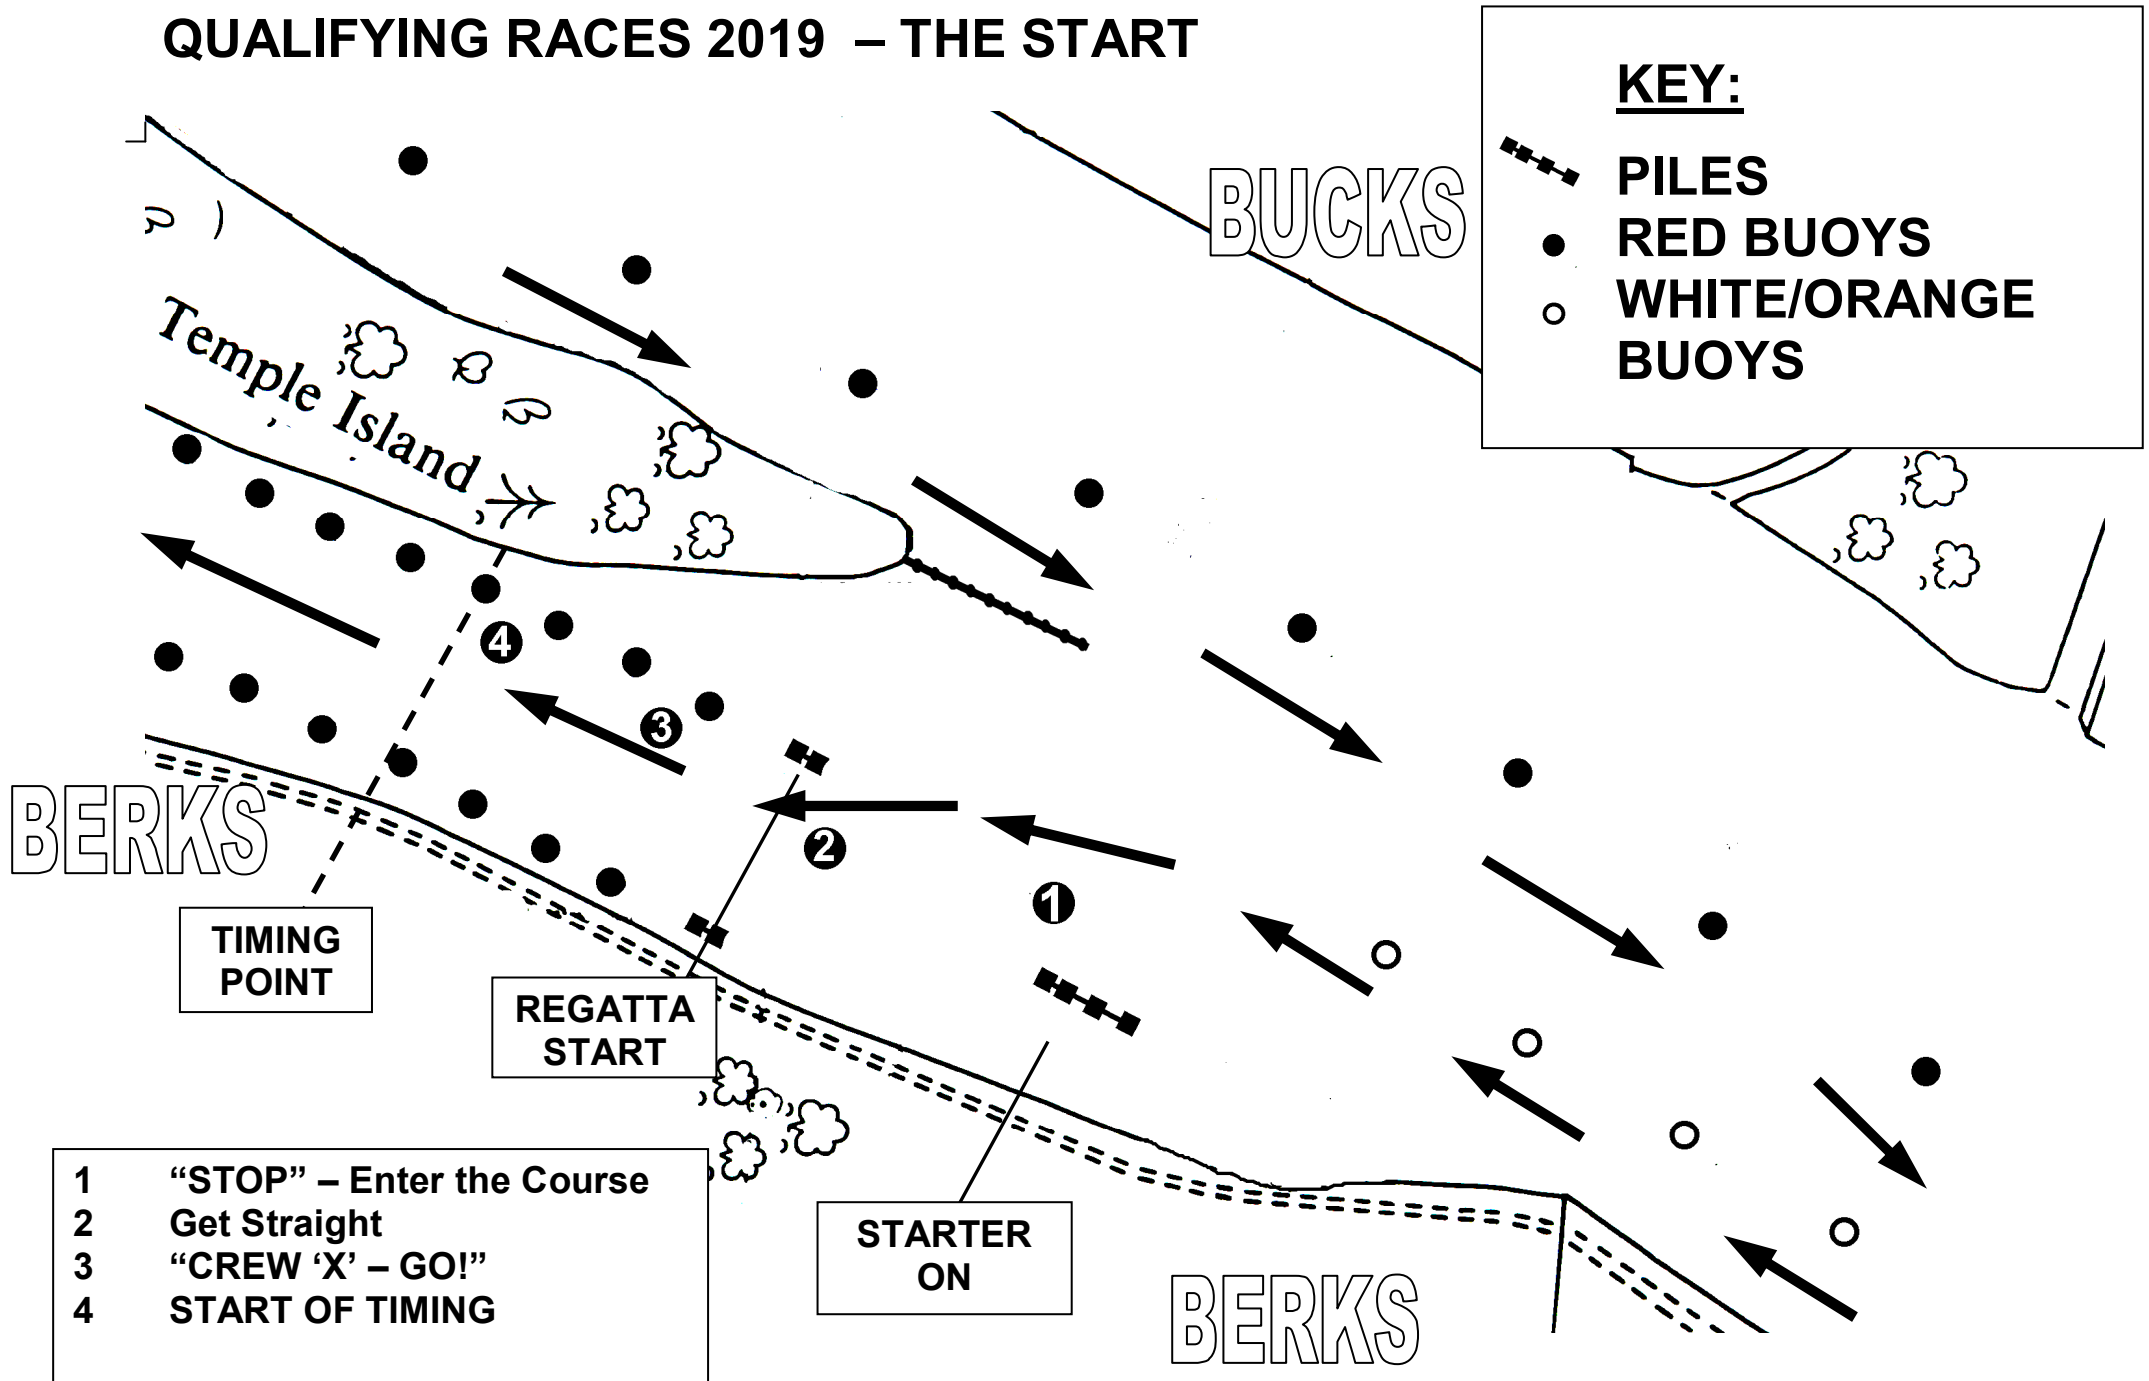 QUALIFYING RACES 2019 – THE START
KEY:
PILES
RED BUOYS
WHITE/ORANGE
BUOYS
BUCKS
Temple Island
4
3
2
1
BERKS
TIMING
POINT
REGATTA
START
STARTER
ON
BERKS
1 “STOP” – Enter the Course
2 Get Straight
3 “CREW ‘X’ – GO!”
4 START OF TIMING